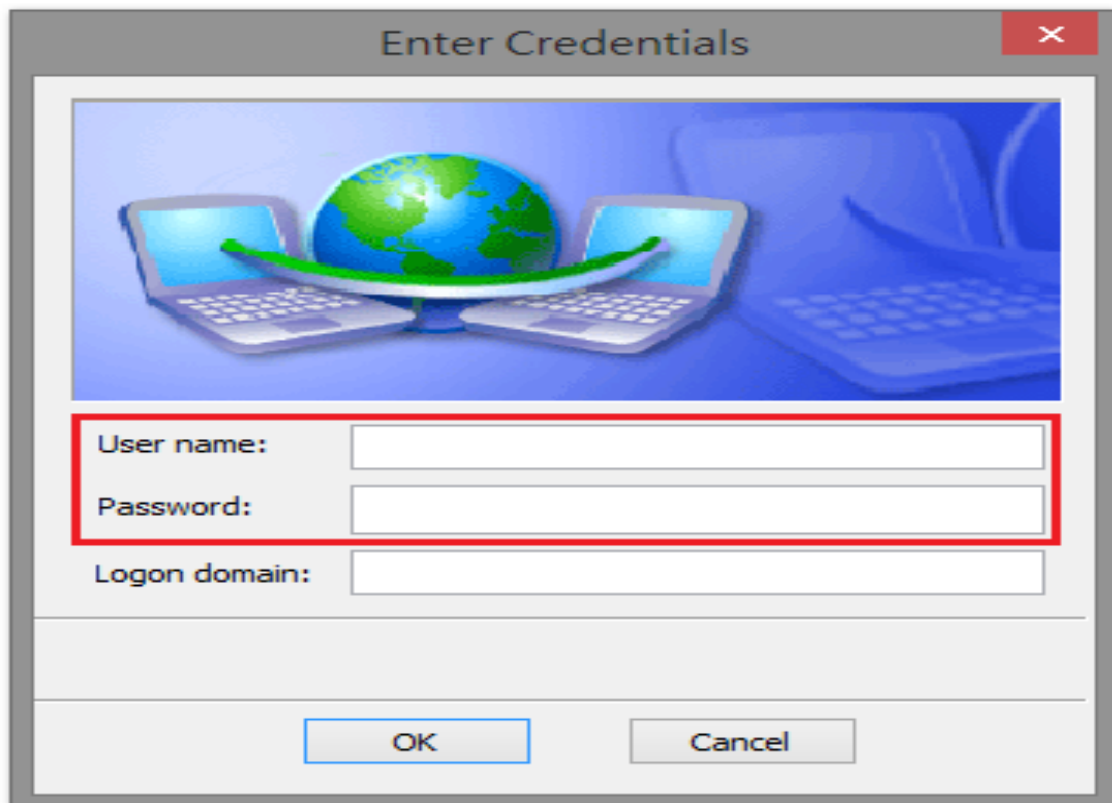 Enter Credentials
User name:
Password:
Logon domain:
OK Cancel